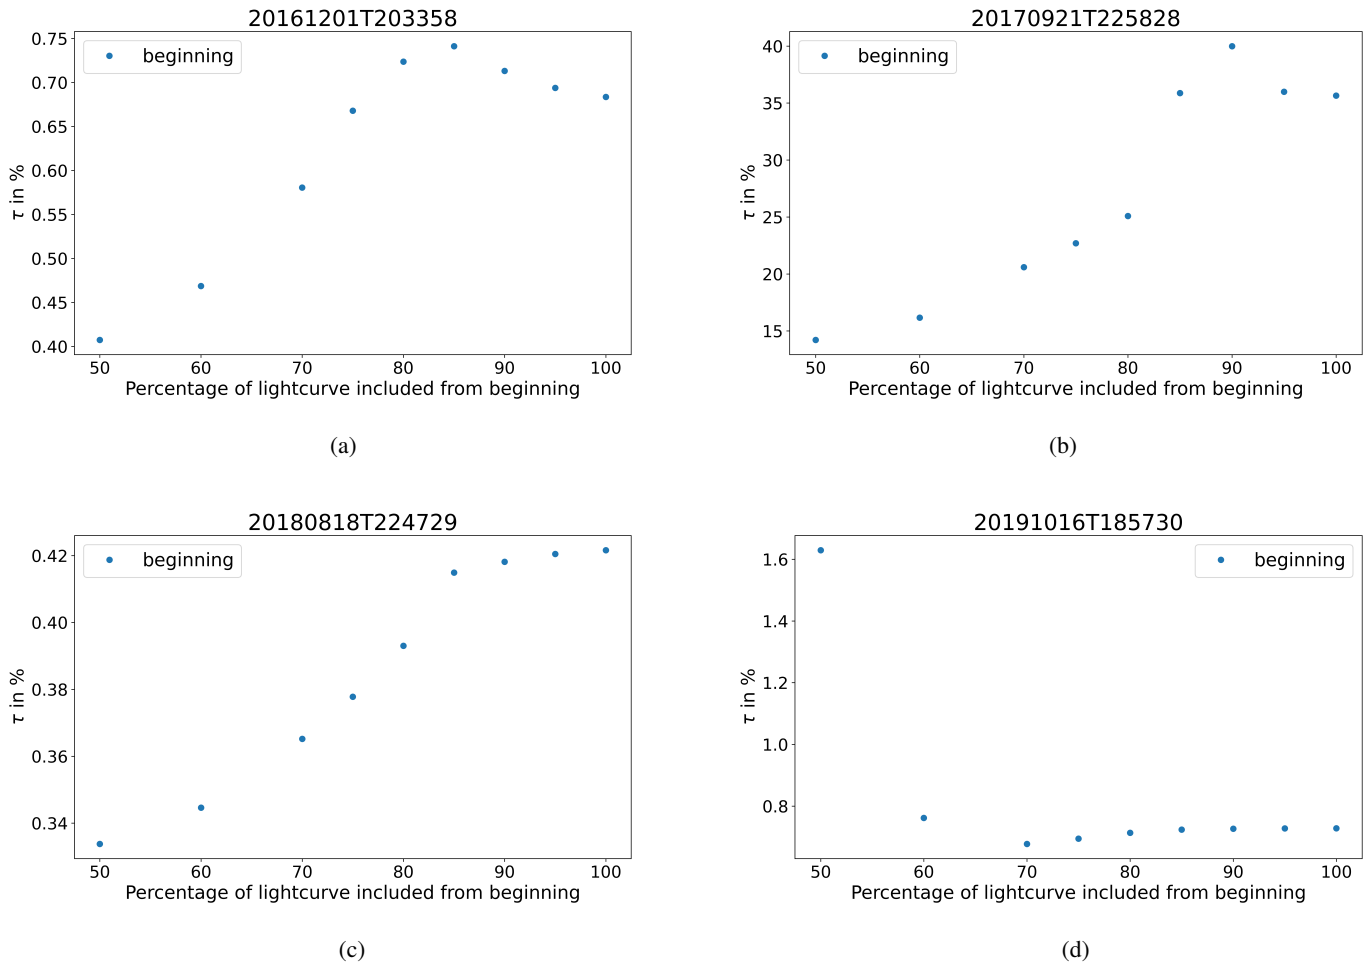 20161201T203358
beginning
0.75
0.70
0.65
0.60
0.55
0.50
0.45
0.40
τ in %
50 60 70 80 90 100
Percentage of lightcurve included from beginning
(a)
20170921T225828
beginning
40
35
30
25
20
15
τ in %
50 60 70 80 90 100
Percentage of lightcurve included from beginning
(b)
20180818T224729
beginning
0.42
0.40
0.38
0.36
0.34
τ in %
50 60 70 80 90 100
Percentage of lightcurve included from beginning
(c)
20191016T185730
beginning
1.6
1.4
1.2
1.0
0.8
τ in %
50 60 70 80 90 100
Percentage of lightcurve included from beginning
(d)